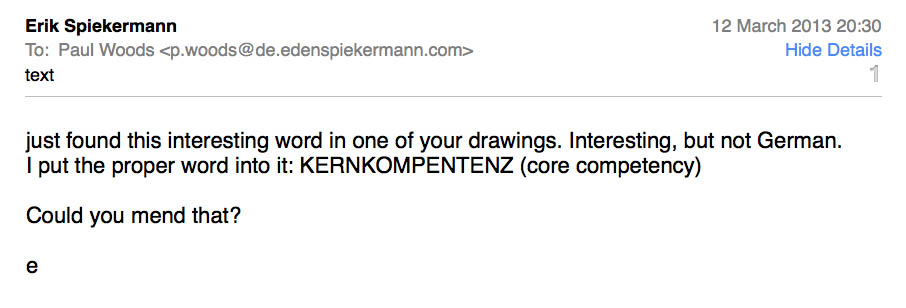 Erik Spiekermann 12 March 2013 20:30
To: Paul Woods <p.woods@de.edenspiekermann.com> Hide Details
text 1
just found this interesting word in one of your drawings. Interesting, but not German.
I put the proper word into it: KERNKOMPENTENZ (core competency)
Could you mend that?
e